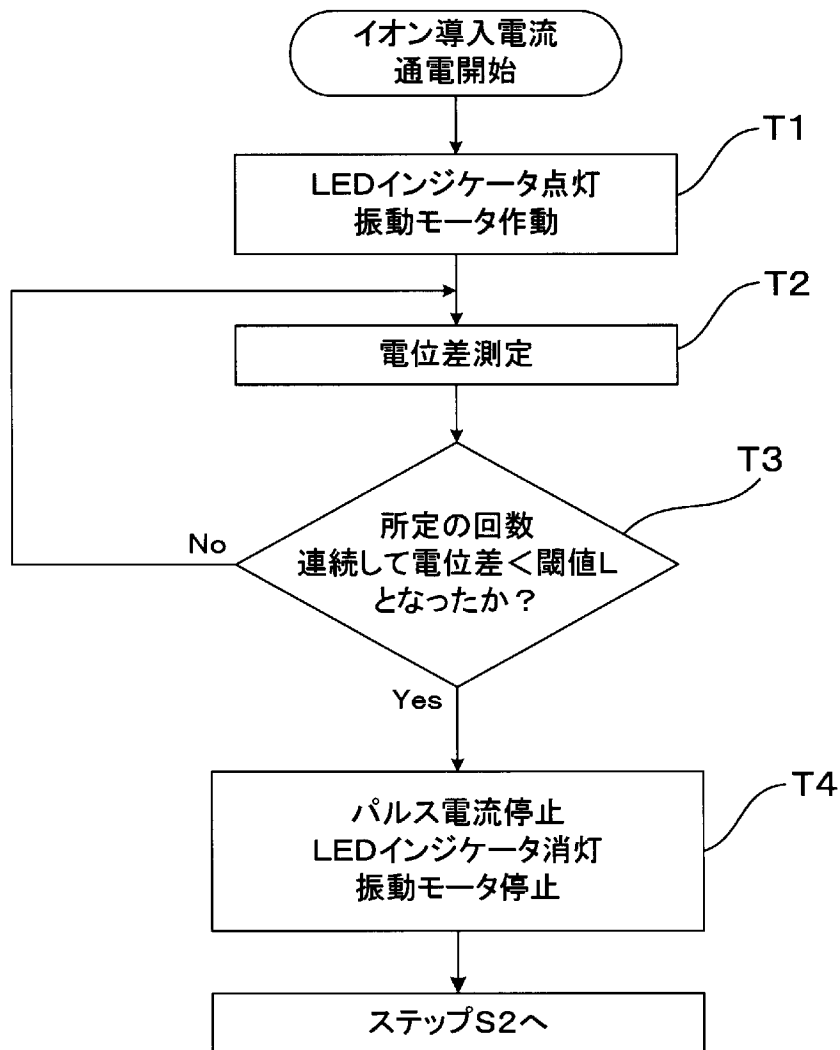 イオン導入電流
通電開始
T1
LEDインジケータ点灯
振動モータ作動
T2
電位差測定
T3
所定の回数
連続して電位差<閾値L
となったか?
No
Yes
T4
パルス電流停止
LEDインジケータ消灯
振動モータ停止
ステップS2へ